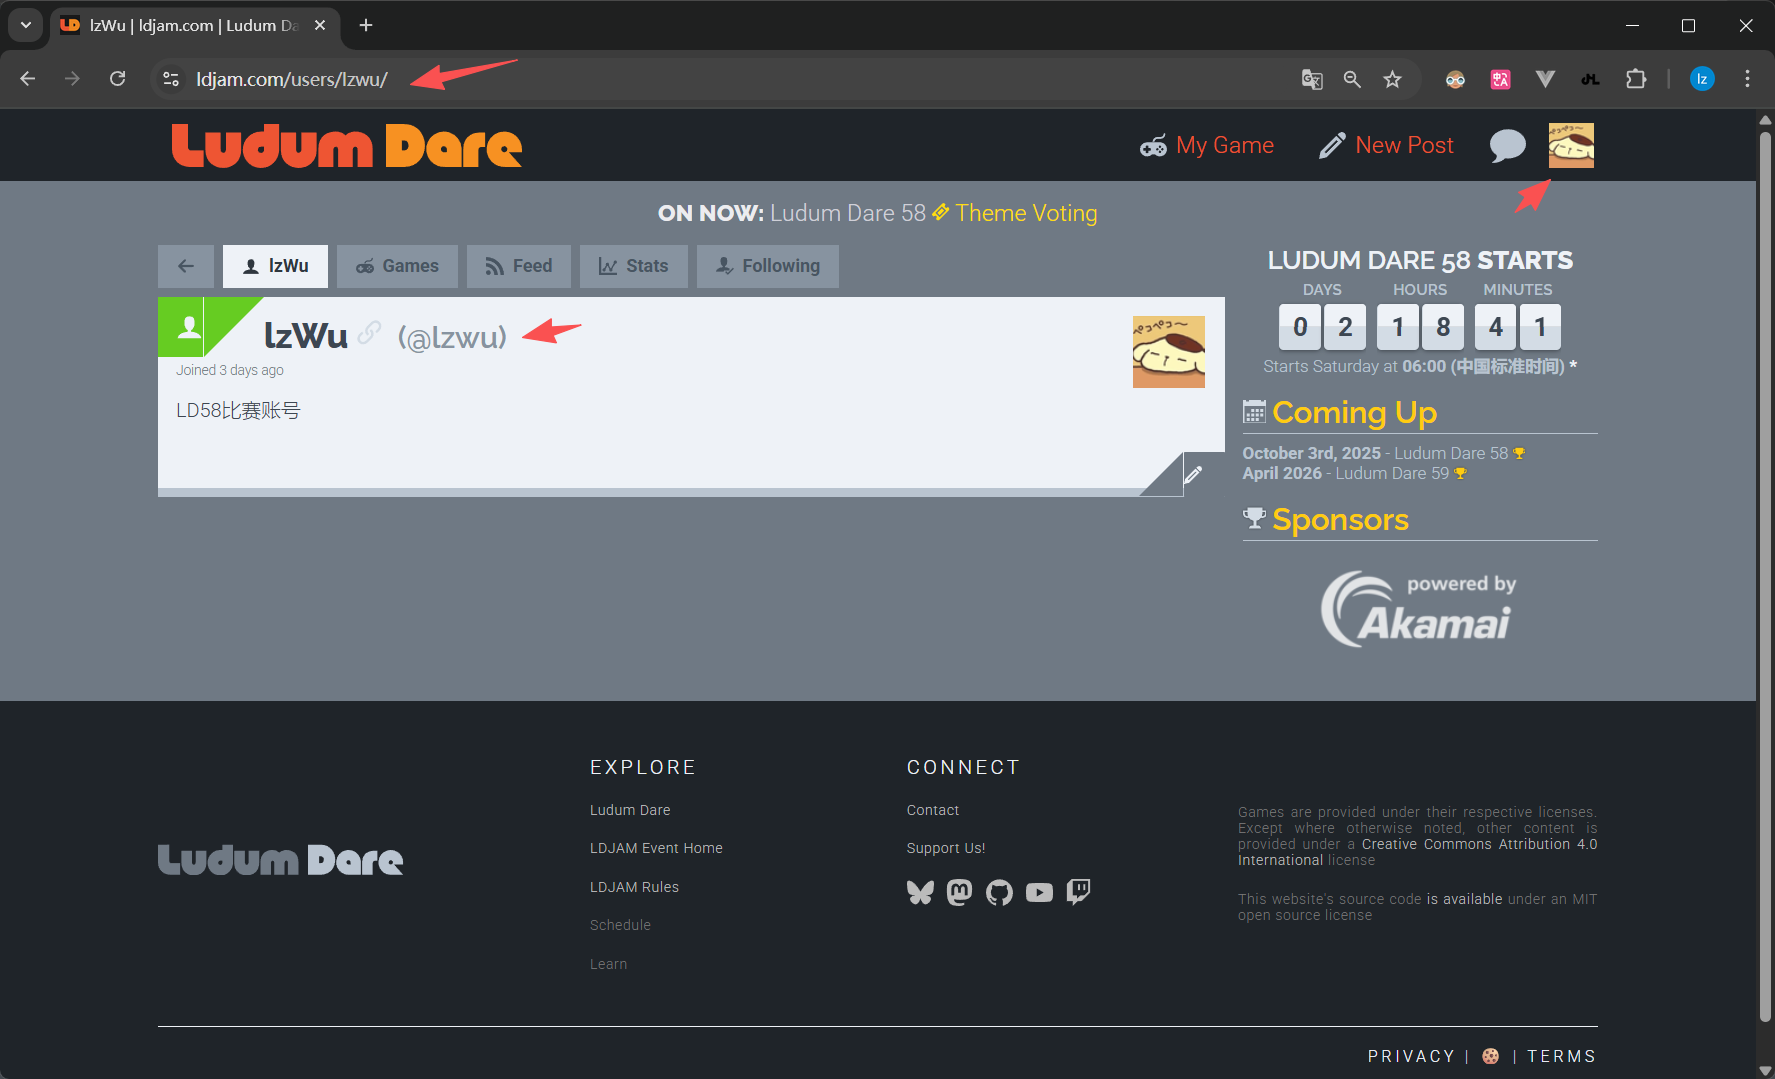 lzWu | ldjam.com | Ludum Da
ldjam.com/users/lzwu/
lz
Ludum Dare
My Game
New Post
ON NOW: Ludum Dare 58 Theme Voting
lzWu
Games
Feed
Stats
Following
lzWu (@lzwu)
Joined 3 days ago
LD58比赛账号
LUDUM DARE 58 STARTS
DAYS HOURS MINUTES
0 2 1 8 4 1
Starts Saturday at 06:00 (中国标准时间) *
Coming Up
October 3rd, 2025 - Ludum Dare 58
April 2026 - Ludum Dare 59
Sponsors
powered by
Akamai
Ludum Dare
EXPLORE
Ludum Dare
LDJAM Event Home
LDJAM Rules
Schedule
Learn
CONNECT
Contact
Support Us!
Games are provided under their respective licenses.
Except where otherwise noted, other content is
provided under a Creative Commons Attribution 4.0
International license
This website's source code is available under an MIT
open source license
PRIVACY | | TERMS